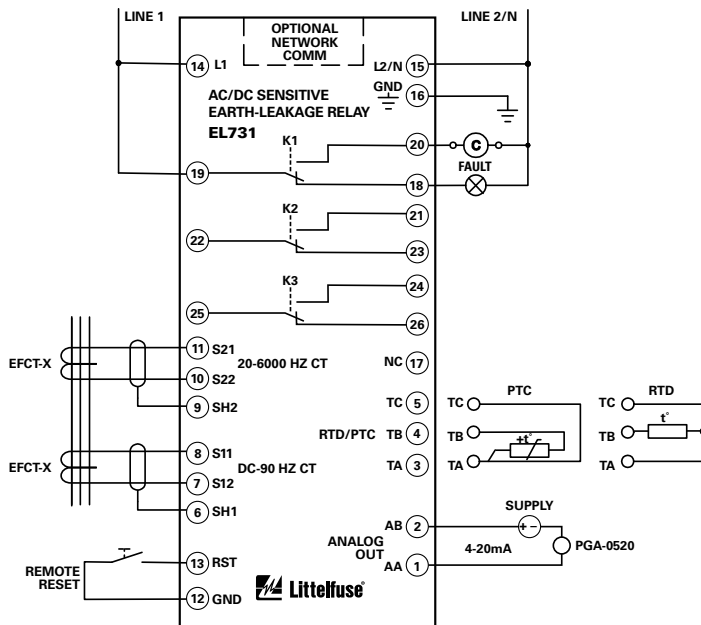 LINE 1
LINE 2/N
OPTIONAL
NETWORK
COMM
14 L1
L2/N 15
GND 16
AC/DC SENSITIVE
EARTH-LEAKAGE RELAY
EL731
K1
20
C
19
FAULT
18
K2
21
22
23
K3
24
25
26
EFCT-X
11 S21
20-6000 HZ CT
10 S22
9 SH2
NC 17
TC 5
RTD/PTC TB 4
TA 3
TC
PTC
TB
+t°
TA
TC
RTD
t°
TB
TA
EFCT-X
8 S11
DC-90 HZ CT
7 S12
6 SH1
AB 2
SUPPLY
+ -
ANALOG
OUT
4-20mA
PGA-0520
AA 1
REMOTE
RESET
13 RST
12 GND
Littelfuse®